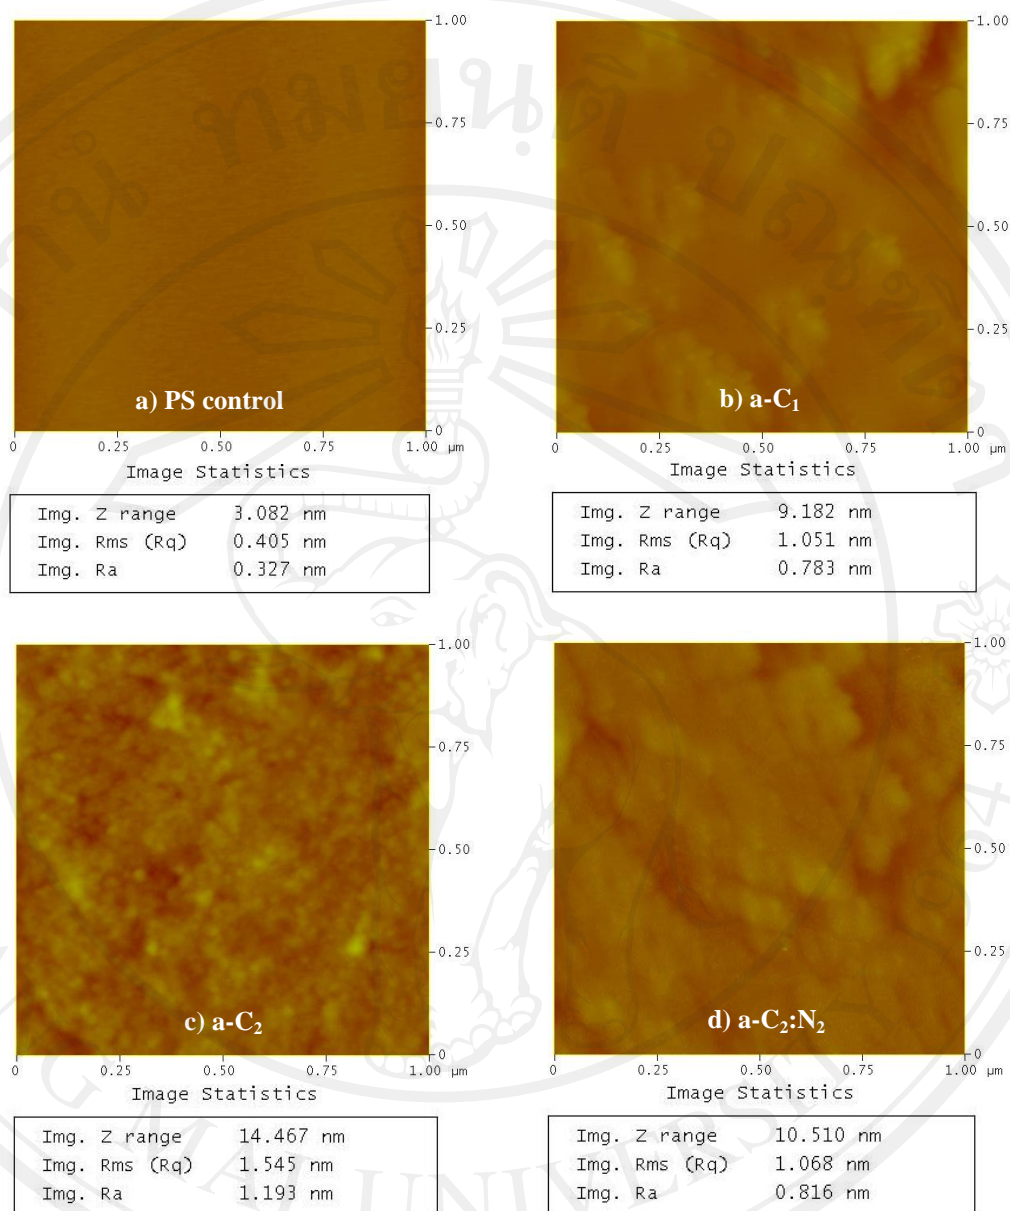 1.00
0.75
0.50
0.25
0
a) PS control
0 0.25 0.50 0.75 1.00 μm
Image Statistics
Img. Z range 3.082 nm
Img. Rms (Rq) 0.405 nm
Img. Ra 0.327 nm
1.00
0.75
0.50
0.25
0
b) a-C₁
0 0.25 0.50 0.75 1.00 μm
Image Statistics
Img. Z range 9.182 nm
Img. Rms (Rq) 1.051 nm
Img. Ra 0.783 nm
1.00
0.75
0.50
0.25
0
c) a-C₂
0 0.25 0.50 0.75 1.00 μm
Image Statistics
Img. Z range 14.467 nm
Img. Rms (Rq) 1.545 nm
Img. Ra 1.193 nm
1.00
0.75
0.50
0.25
0
d) a-C₂:N₂
0 0.25 0.50 0.75 1.00 μm
Image Statistics
Img. Z range 10.510 nm
Img. Rms (Rq) 1.068 nm
Img. Ra 0.816 nm
MAI UNIVERSITY